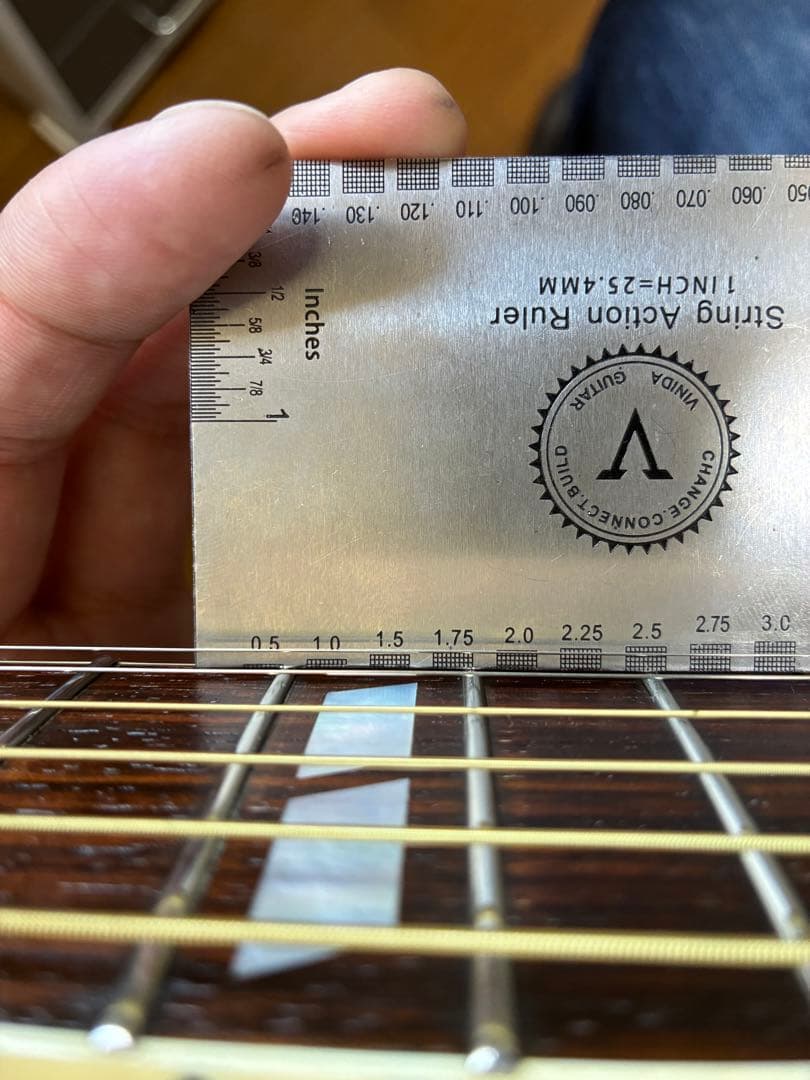 50 .060 .070 .080 .090 .100 .110 .120 .130 .140
1 INCH=25.4MM
String Action Ruler
Inches
3/8
1/2
5/8
3/4
7/8
1
VINIDA GUITAR
V
CHANGE.CONNECT.BUILD
0.5 1.0 1.5 1.75 2.0 2.25 2.5 2.75 3.0